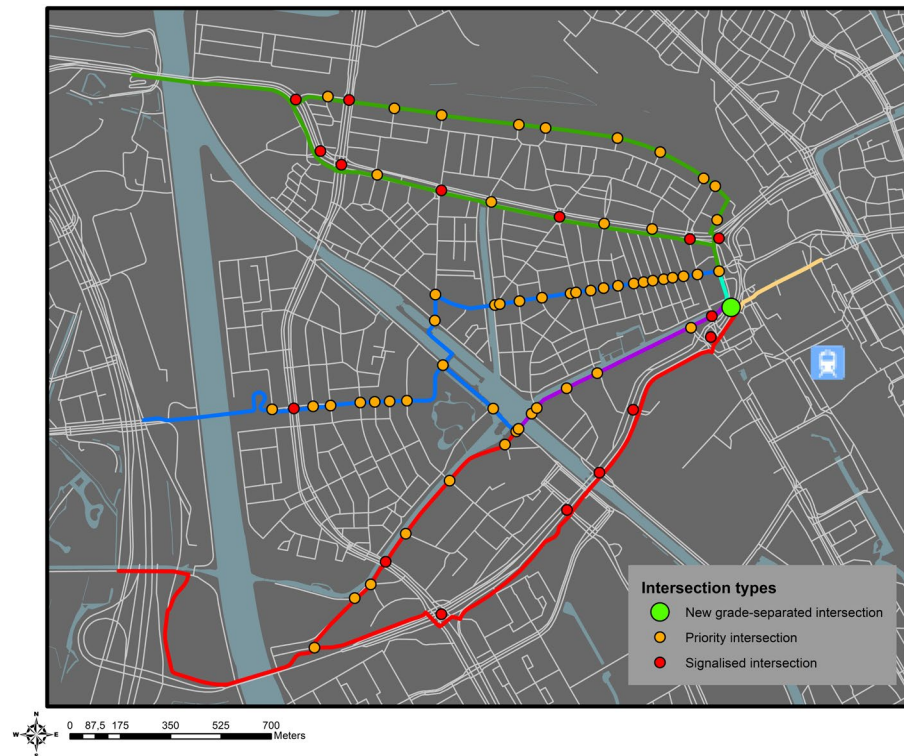 Intersection types
New grade-separated intersection
Priority intersection
Signalised intersection
N
W E
S
0 87,5 175 350 525 700
Meters